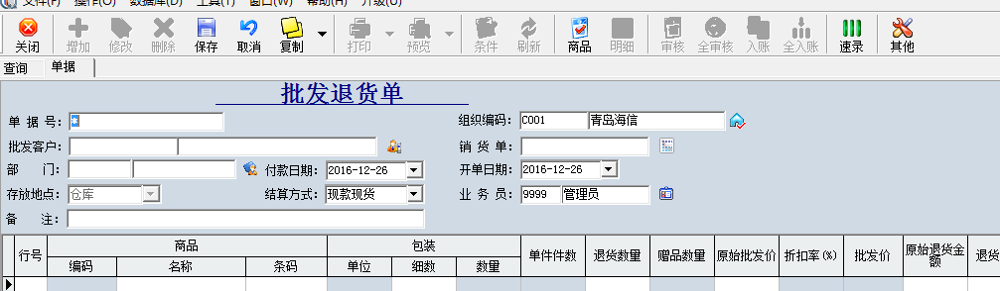 文件(F) 操作(O) 数据库(D) 工具(T) 窗口(W) 帮助(H) 升级(U)
关闭 增加 修改 删除 保存 取消 复制 打印 预览 条件 刷新 商品 明细 审核 全审核 入账 全入账 速录 其他
查询 单据
批发退货单
单 据 号: * 组织编码: C001 青岛海信
批发客户: 销 货 单:
部 门: 付款日期: 2016-12-26 开单日期: 2016-12-26
存放地点: 仓库 结算方式: 现款现货 业 务 员: 9999 管理员
备 注:
行号 商品 包装 单件件数 退货数量 赠品数量 原始批发价 折扣率(%) 批发价 原始退货金额 退货
编码 名称 条码 单位 细数 数量